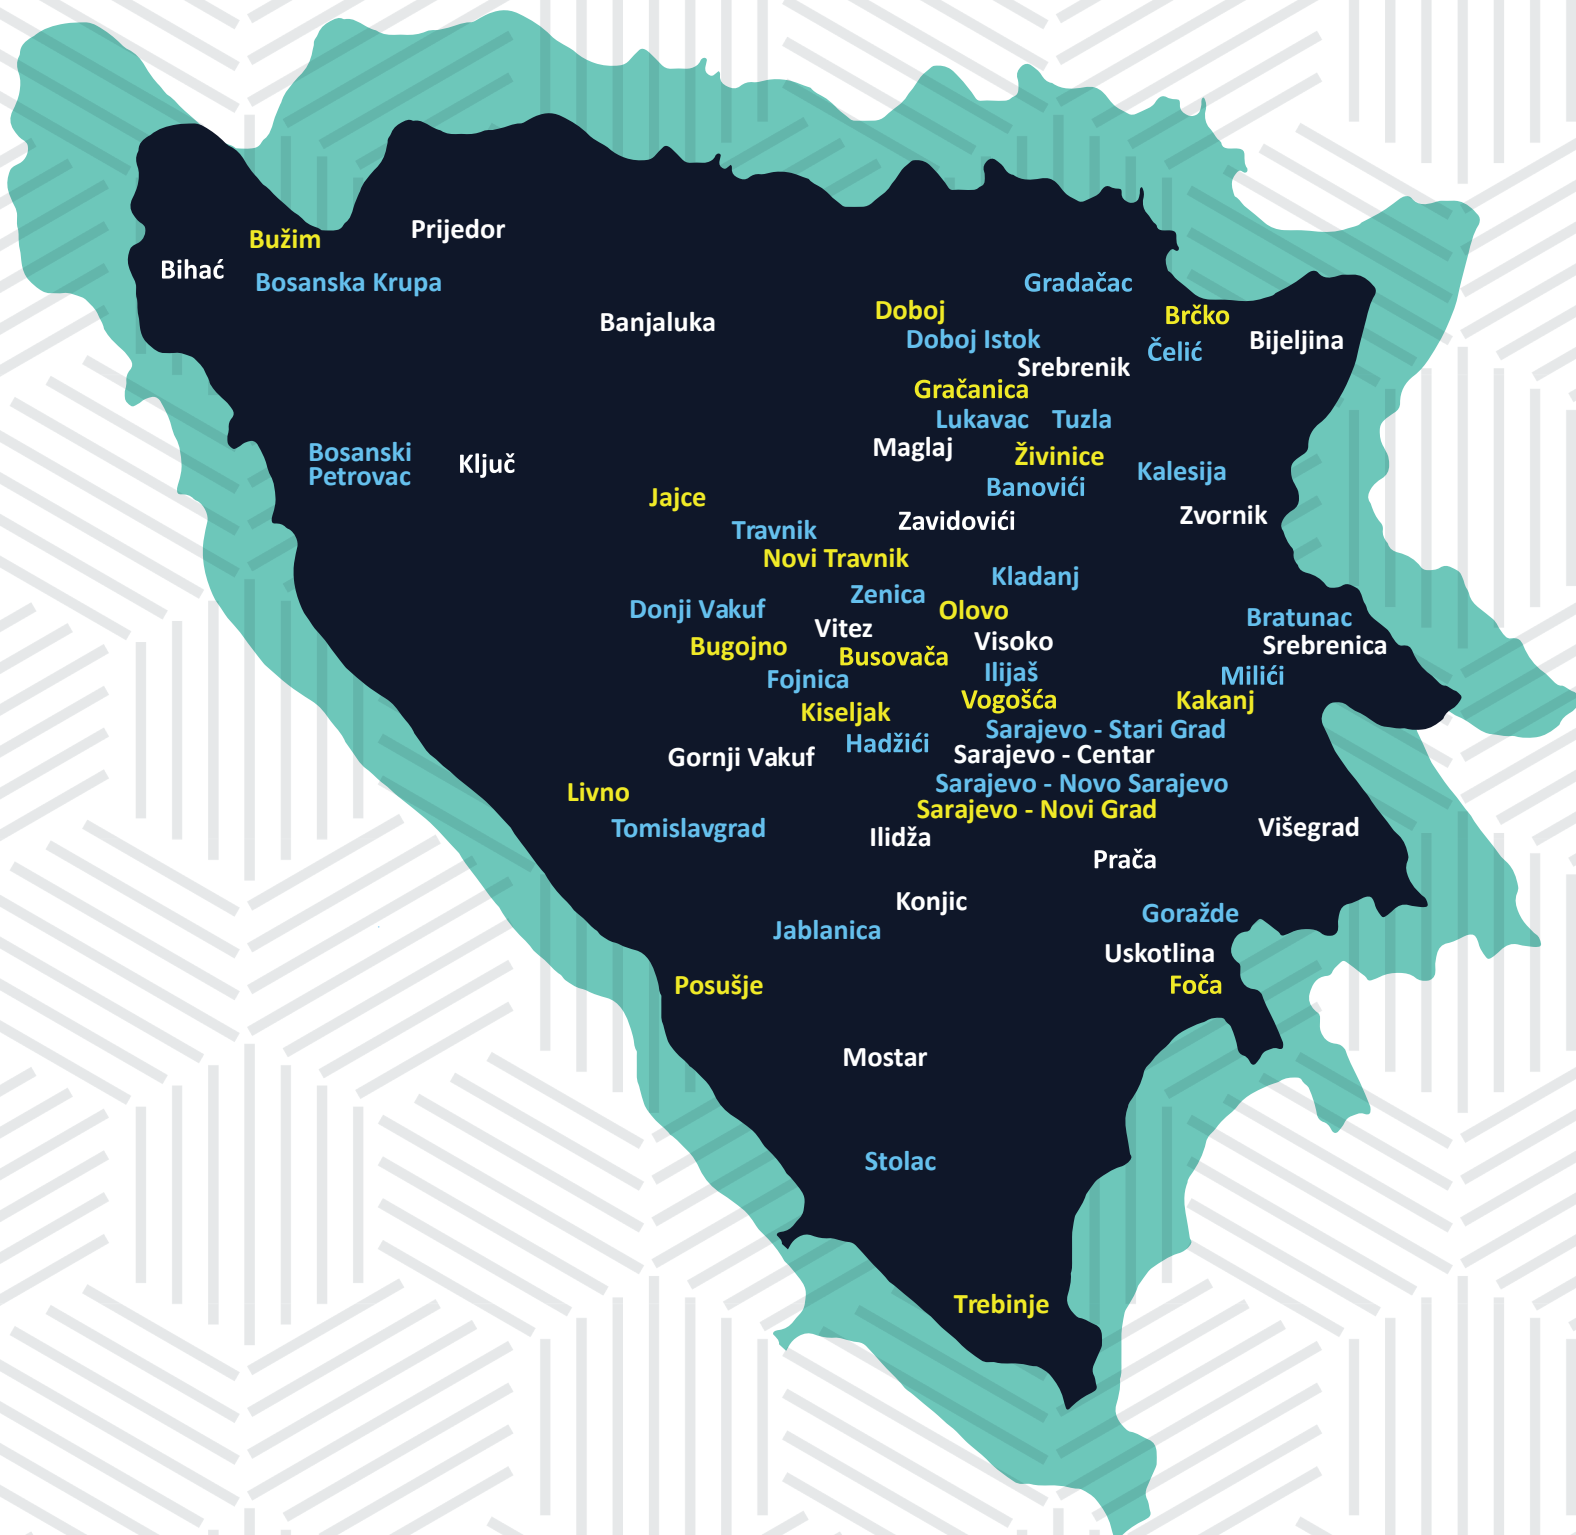 Prijedor
Bužim
Bihać
Bosanska Krupa
Gradačac
Doboj
Brčko
Banjaluka
Doboj Istok
Bijeljina
Čelić
Srebrenik
Gračanica
Lukavac
Tuzla
Maglaj
Bosanski
Petrovac
Živinice
Ključ
Kalesija
Banovići
Jajce
Zvornik
Zavidovići
Travnik
Novi Travnik
Kladanj
Zenica
Donji Vakuf
Olovo
Bratunac
Vitez
Visoko
Srebrenica
Bugojno
Busovača
Ilijaš
Milići
Fojnica
Vogošća
Kakanj
Kiseljak
Sarajevo - Stari Grad
Hadžići
Sarajevo - Centar
Gornji Vakuf
Sarajevo - Novo Sarajevo
Livno
Sarajevo - Novi Grad
Tomislavgrad
Višegrad
Ilidža
Prača
Konjic
Goražde
Jablanica
Uskotlina
Posušje
Foča
Mostar
Stolac
Trebinje